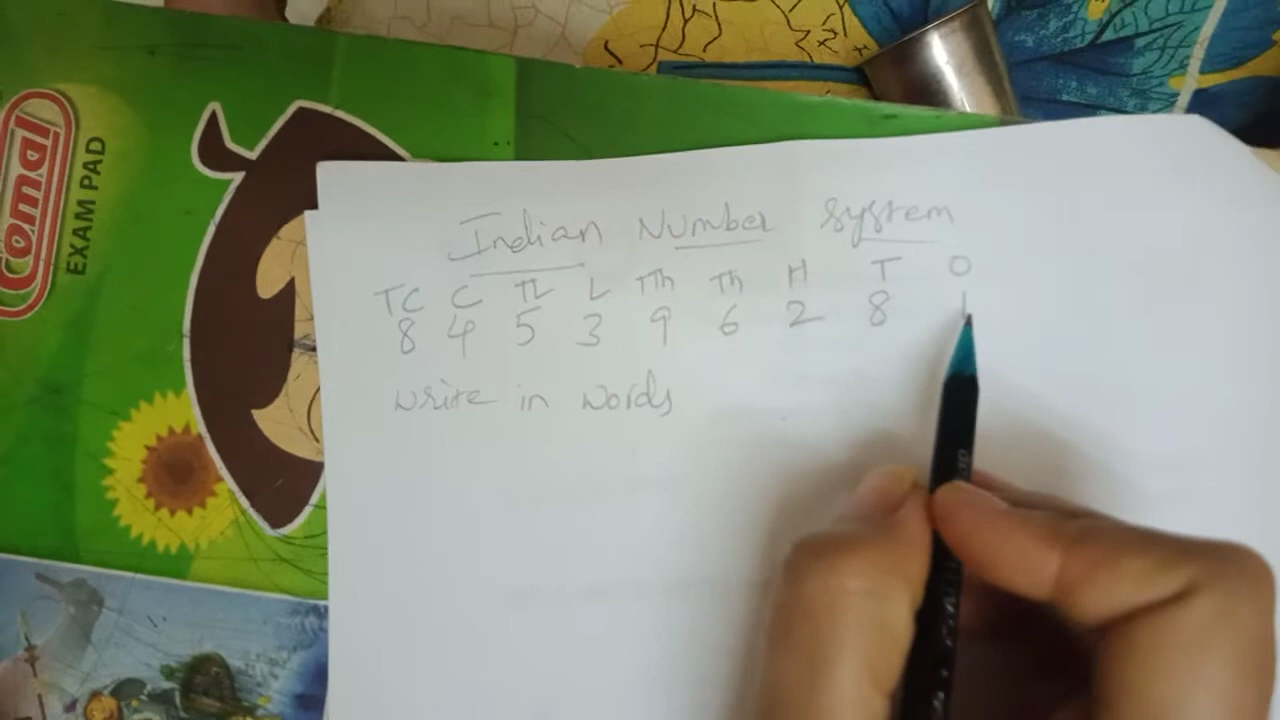 Coma
EXAM PAD
Indian Number System
TC C TL L Tth Th H T O
8 4 5 3 9 6 2 8 1
write in words